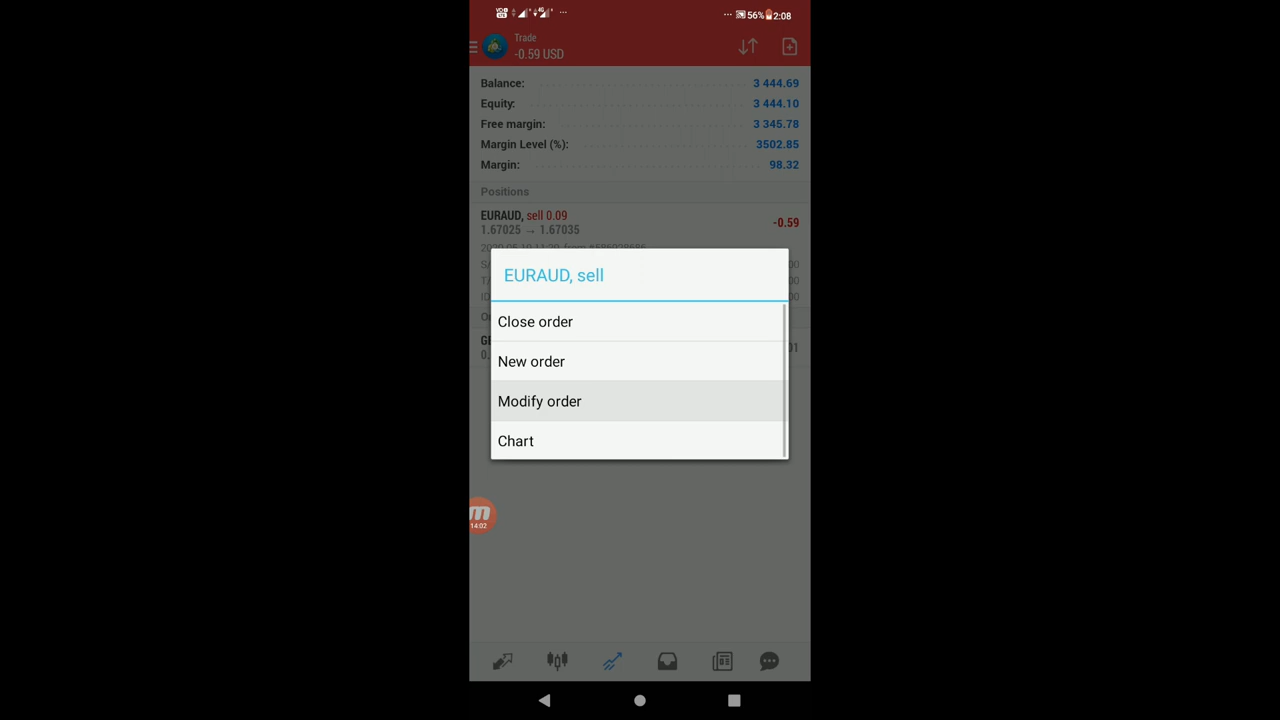 56% 2:08
Trade
-0.59 USD
Balance: 3 444.69
Equity: 3 444.10
Free margin: 3 345.78
Margin Level (%): 3502.85
Margin: 98.32
Positions
EURAUD, sell 0.09 -0.59
1.67025 → 1.67035
EURAUD, sell
Close order
New order
Modify order
Chart
14:02